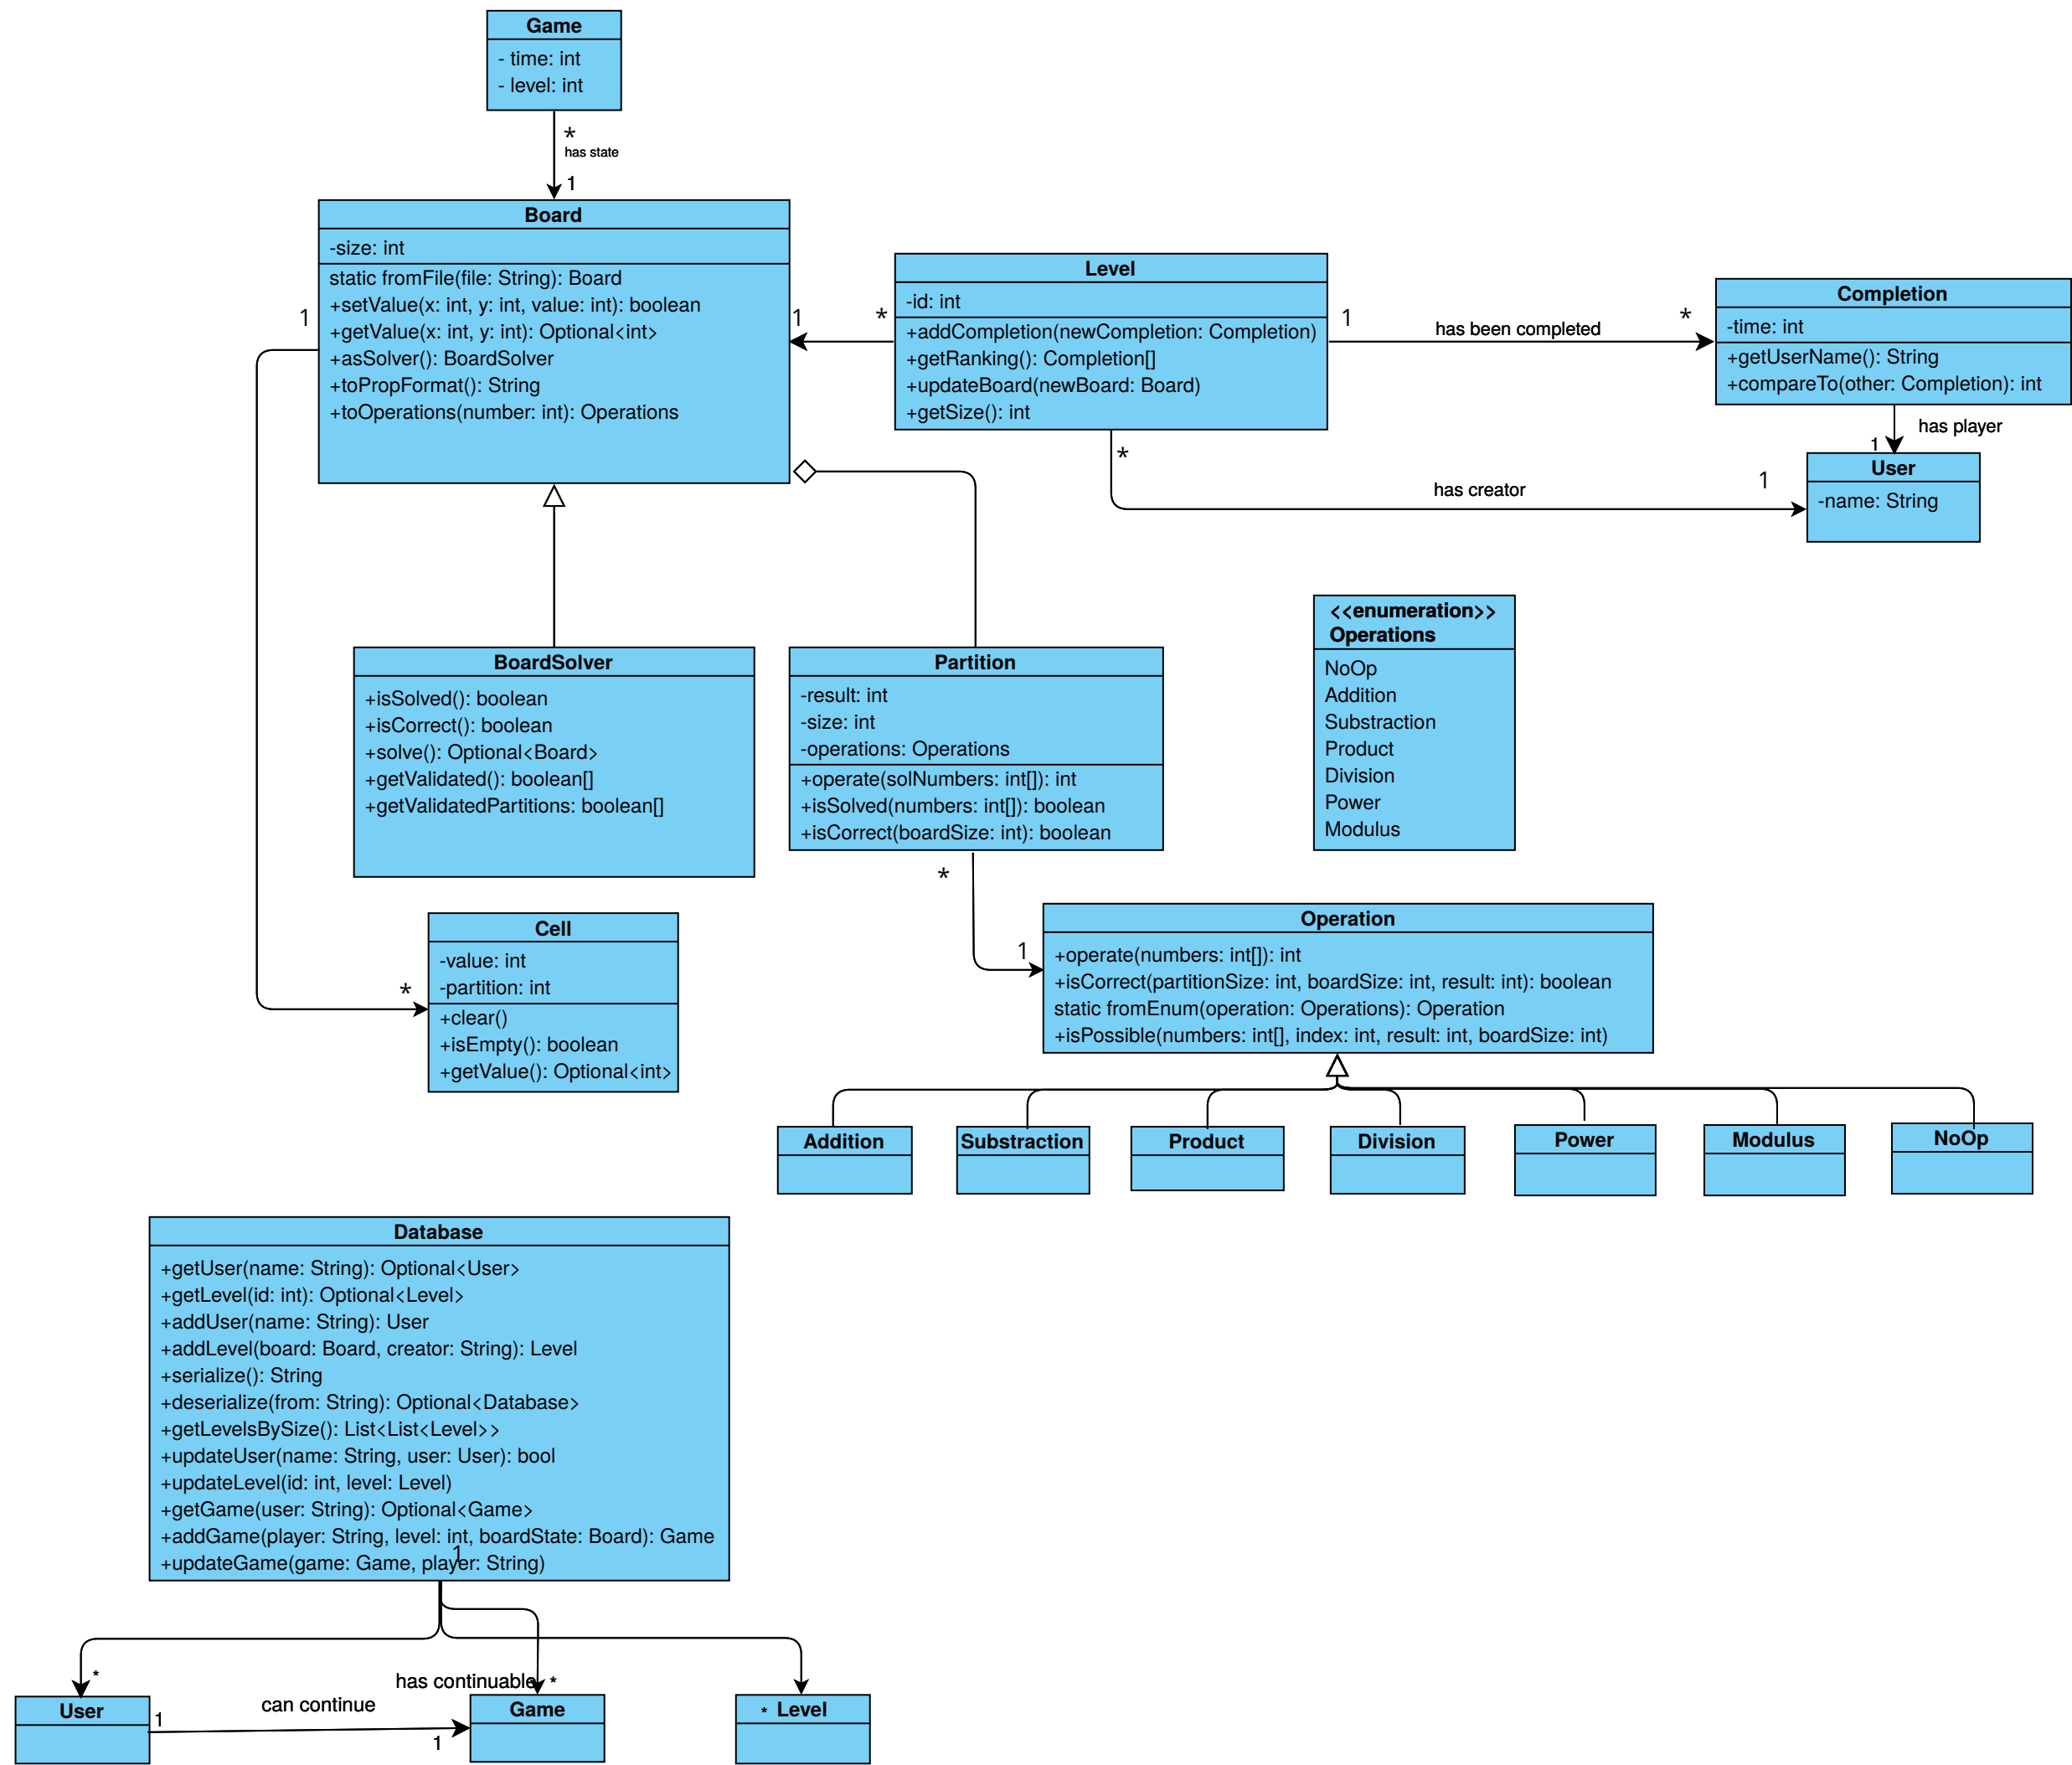 Game
- time: int
- level: int
*
has state
1
Board
-size: int
static fromFile(file: String): Board
+setValue(x: int, y: int, value: int): boolean
+getValue(x: int, y: int): Optional<int>
+asSolver(): BoardSolver
+toPropFormat(): String
+toOperations(number: int): Operations
1
1
*
Level
-id: int
+addCompletion(newCompletion: Completion)
+getRanking(): Completion[]
+updateBoard(newBoard: Board)
+getSize(): int
1
has been completed
*
Completion
-time: int
+getUserName(): String
+compareTo(other: Completion): int
has player
1
*
has creator
1
User
-name: String
BoardSolver
+isSolved(): boolean
+isCorrect(): boolean
+solve(): Optional<Board>
+getValidated(): boolean[]
+getValidatedPartitions: boolean[]
Partition
-result: int
-size: int
-operations: Operations
+operate(solNumbers: int[]): int
+isSolved(numbers: int[]): boolean
+isCorrect(boardSize: int): boolean
<<enumeration>>
Operations
NoOp
Addition
Substraction
Product
Division
Power
Modulus
*
1
*
Cell
-value: int
-partition: int
+clear()
+isEmpty(): boolean
+getValue(): Optional<int>
Operation
+operate(numbers: int[]): int
+isCorrect(partitionSize: int, boardSize: int, result: int): boolean
static fromEnum(operation: Operations): Operation
+isPossible(numbers: int[], index: int, result: int, boardSize: int)
Addition
Substraction
Product
Division
Power
Modulus
NoOp
Database
+getUser(name: String): Optional<User>
+getLevel(id: int): Optional<Level>
+addUser(name: String): User
+addLevel(board: Board, creator: String): Level
+serialize(): String
+deserialize(from: String): Optional<Database>
+getLevelsBySize(): List<List<Level>>
+updateUser(name: String, user: User): bool
+updateLevel(id: int, level: Level)
+getGame(user: String): Optional<Game>
+addGame(player: String, level: int, boardState: Board): Game
+updateGame(game: Game, player: String)
1
*
has continuable
*
can continue
User
1
1
Game
* Level